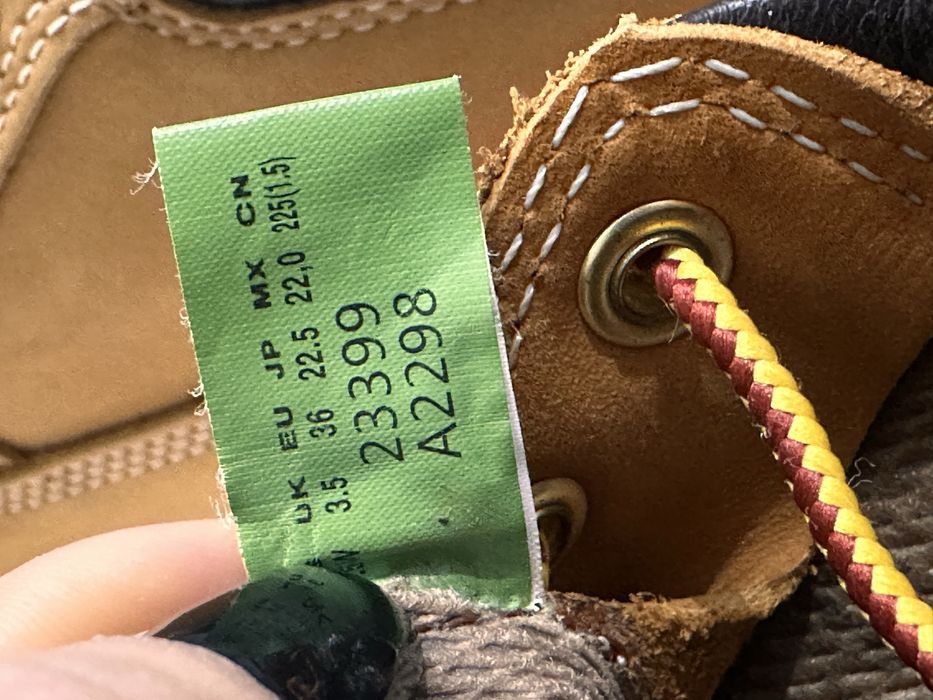 UK EU JP MX CN
3.5 36 22.5 22,0 225(1.5)
23399
A2298